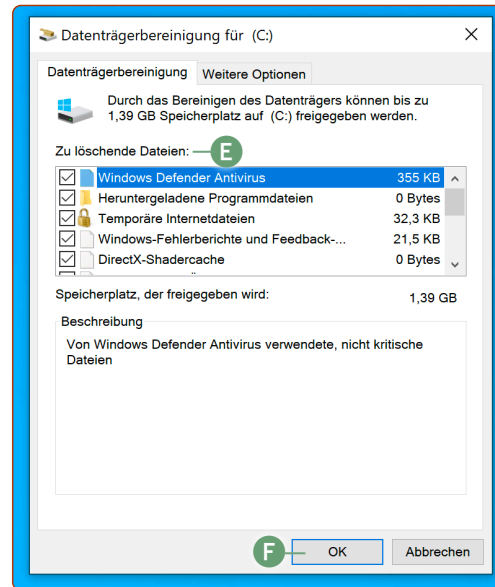 Datenträgerbereinigung für (C:)
Datenträgerbereinigung Weitere Optionen
Durch das Bereinigen des Datenträgers können bis zu
1,39 GB Speicherplatz auf (C:) freigegeben werden.
Zu löschende Dateien: E
Windows Defender Antivirus 355 KB
Heruntergeladene Programmdateien 0 Bytes
Temporäre Internetdateien 32,3 KB
Windows-Fehlerberichte und Feedback-... 21,5 KB
DirectX-Shadercache 0 Bytes
Speicherplatz, der freigegeben wird: 1,39 GB
Beschreibung
Von Windows Defender Antivirus verwendete, nicht kritische
Dateien
F OK Abbrechen